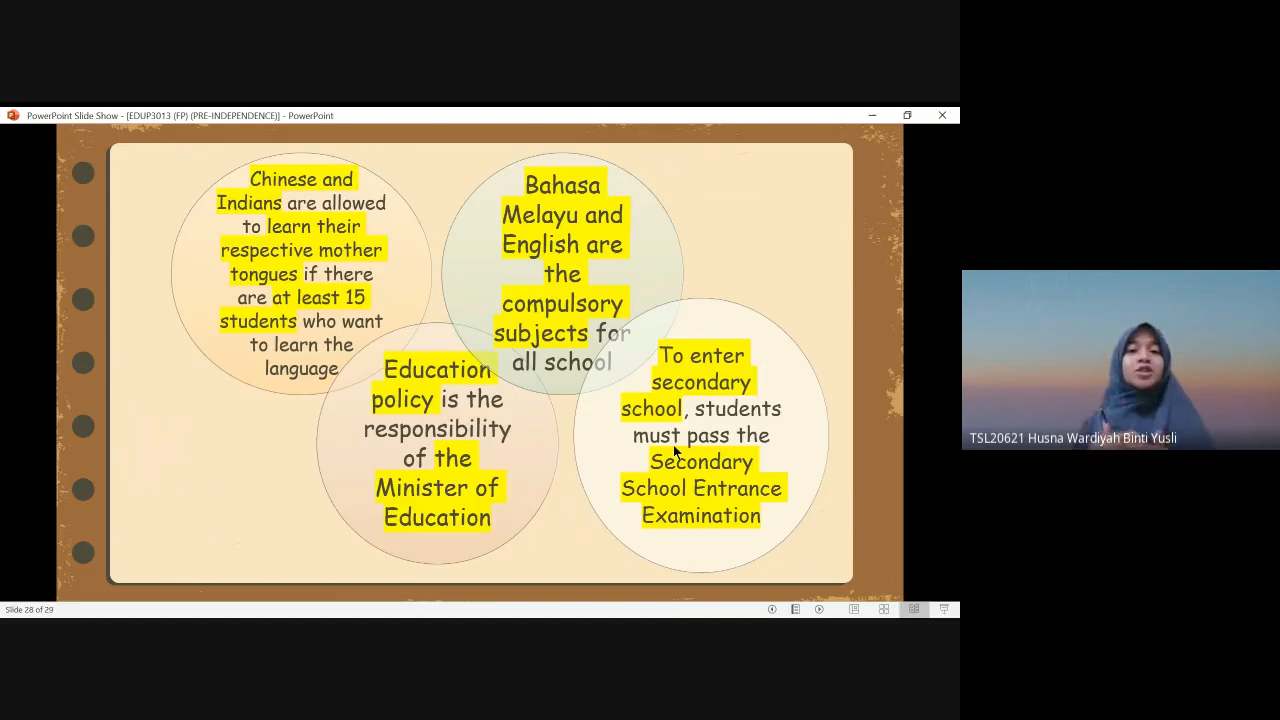 PowerPoint Slide Show - [EDUP3013 (FP) (PRE-INDEPENDENCE)] - PowerPoint
Chinese and
Indians are allowed
to learn their
respective mother
tongues if there
are at least 15
students who want
to learn the
language
Bahasa
Melayu and
English are
the
compulsory
subjects for
all school
Education
policy is the
responsibility
of the
Minister of
Education
To enter
secondary
school, students
must pass the
Secondary
School Entrance
Examination
TSL20621 Husna Wardiyah Binti Yusli
Slide 28 of 29